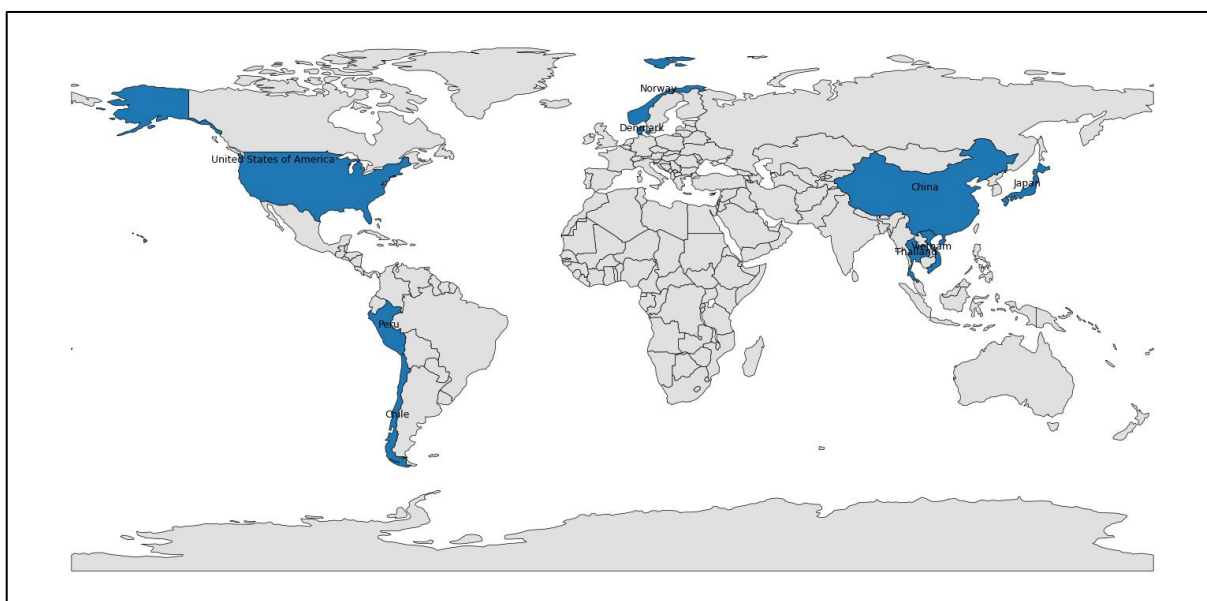 Norway
Denmark
United States of America
China
Japan
Vietnam
Thailand
Peru
Chile